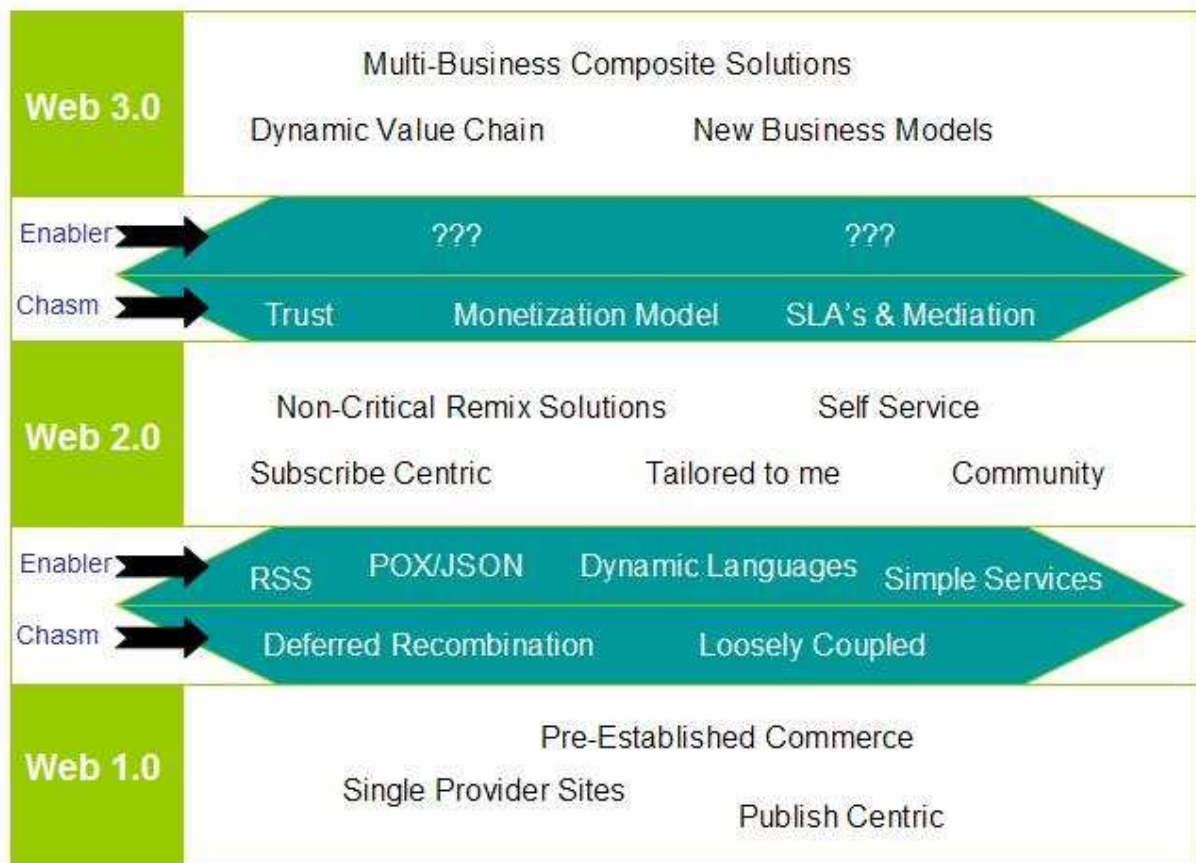 Web 3.0
Multi-Business Composite Solutions
Dynamic Value Chain
New Business Models
Enabler
???
???
Chasm
Trust
Monetization Model
SLA's & Mediation
Web 2.0
Non-Critical Remix Solutions
Self Service
Subscribe Centric
Tailored to me
Community
Enabler
RSS
POX/JSON
Dynamic Languages
Simple Services
Chasm
Deferred Recombination
Loosely Coupled
Web 1.0
Pre-Established Commerce
Single Provider Sites
Publish Centric